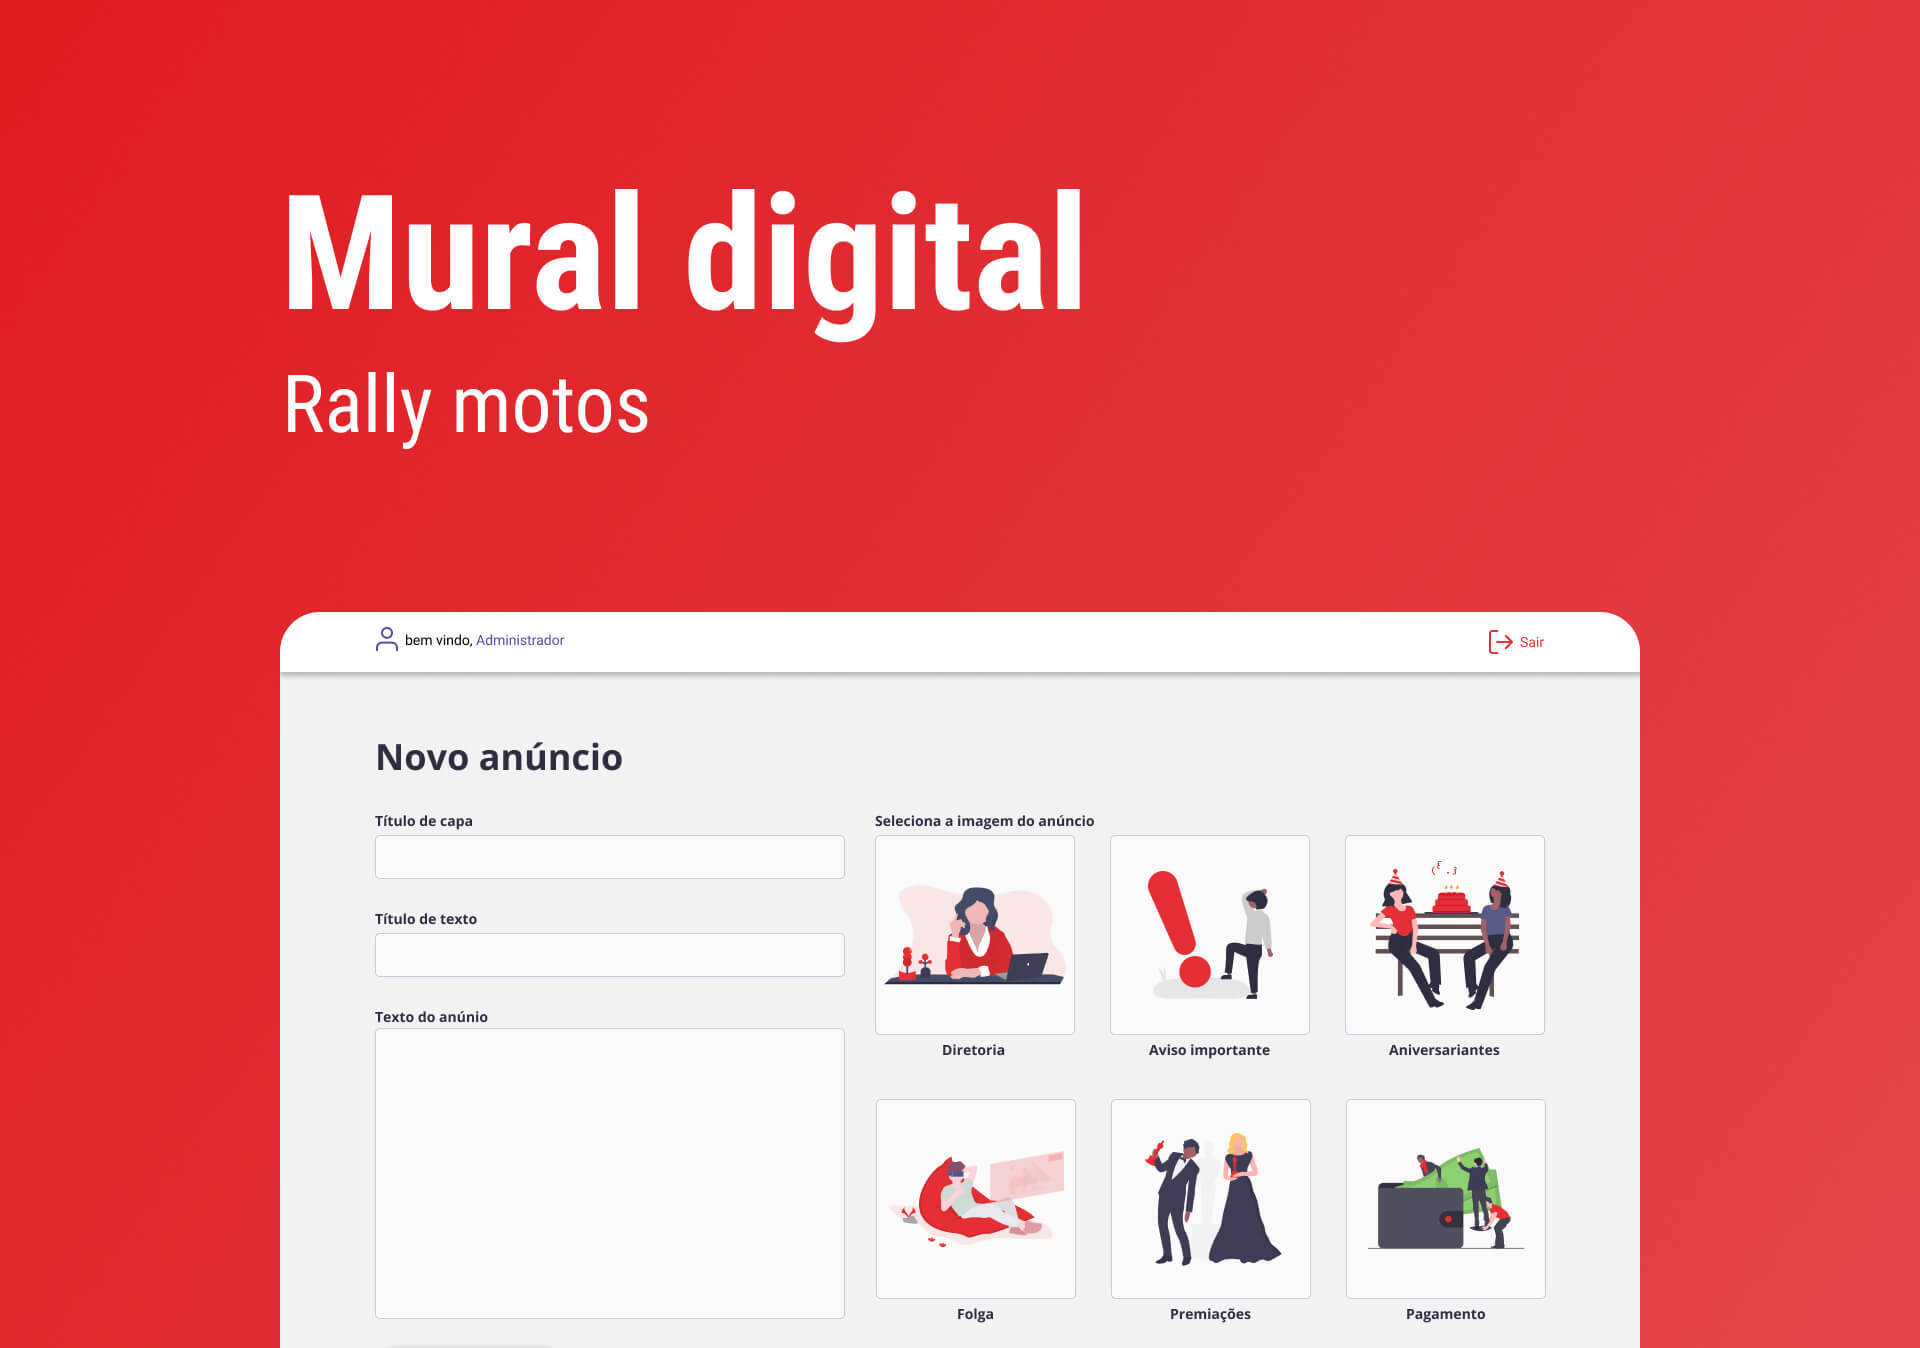 Mural digital
Rally motos
bem vindo, Administrador
Sair
Novo anúncio
Título de capa
Título de texto
Texto do anúnio
Seleciona a imagem do anúncio
Diretoria
Aviso importante
Aniversariantes
Folga
Premiações
Pagamento